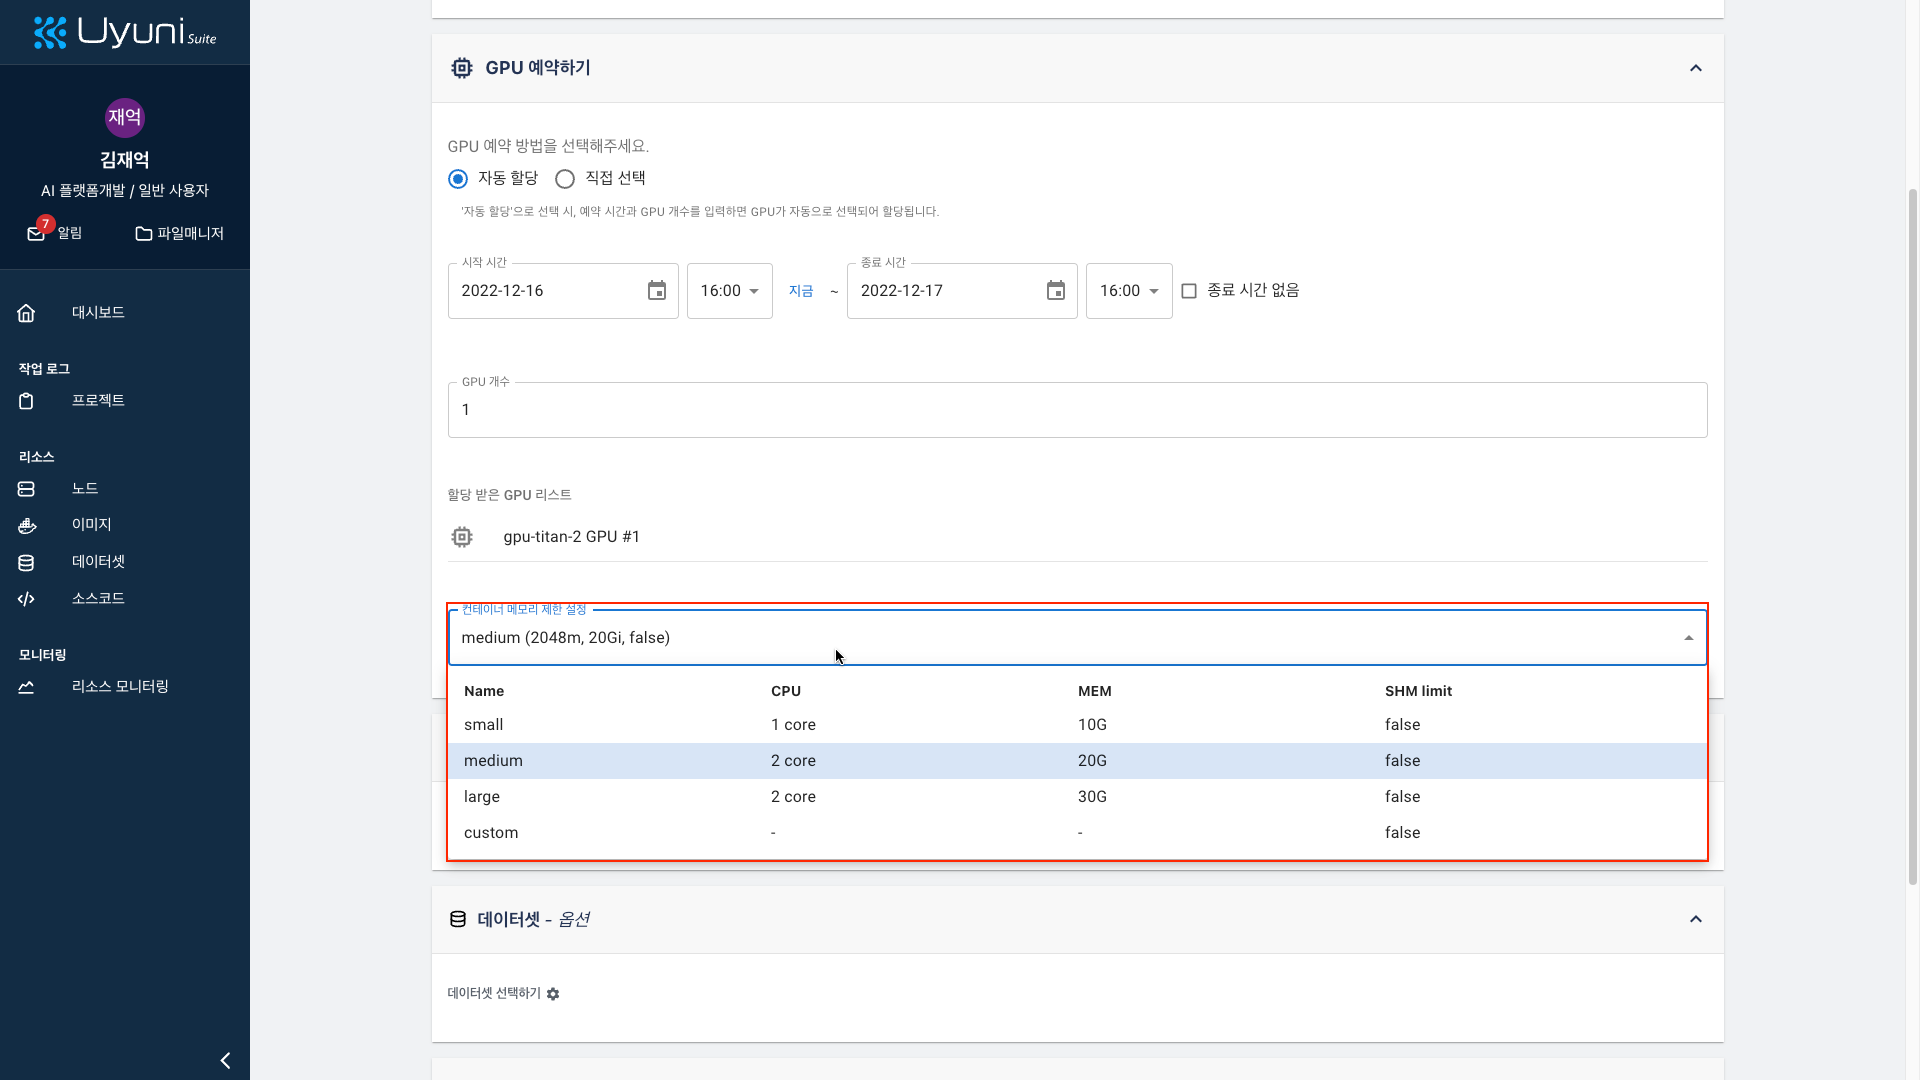 Uyuni Suite
재억
김재억
AI 플랫폼개발 / 일반 사용자
7
알림
파일매니저
대시보드
작업 로그
프로젝트
리소스
노드
이미지
데이터셋
소스코드
모니터링
리소스 모니터링
GPU 예약하기
GPU 예약 방법을 선택해주세요.
자동 할당 직접 선택
'자동 할당'으로 선택 시, 예약 시간과 GPU 개수를 입력하면 GPU가 자동으로 선택되어 할당됩니다.
시작 시간 종료 시간
2022-12-16 16:00 지금 ~ 2022-12-17 16:00 종료 시간 없음
GPU 개수
1
할당 받은 GPU 리스트
gpu-titan-2 GPU #1
컨테이너 메모리 제한 설정
medium (2048m, 20Gi, false)
Name CPU MEM SHM limit
small 1 core 10G false
medium 2 core 20G false
large 2 core 30G false
custom - - false
데이터셋 - 옵션
데이터셋 선택하기